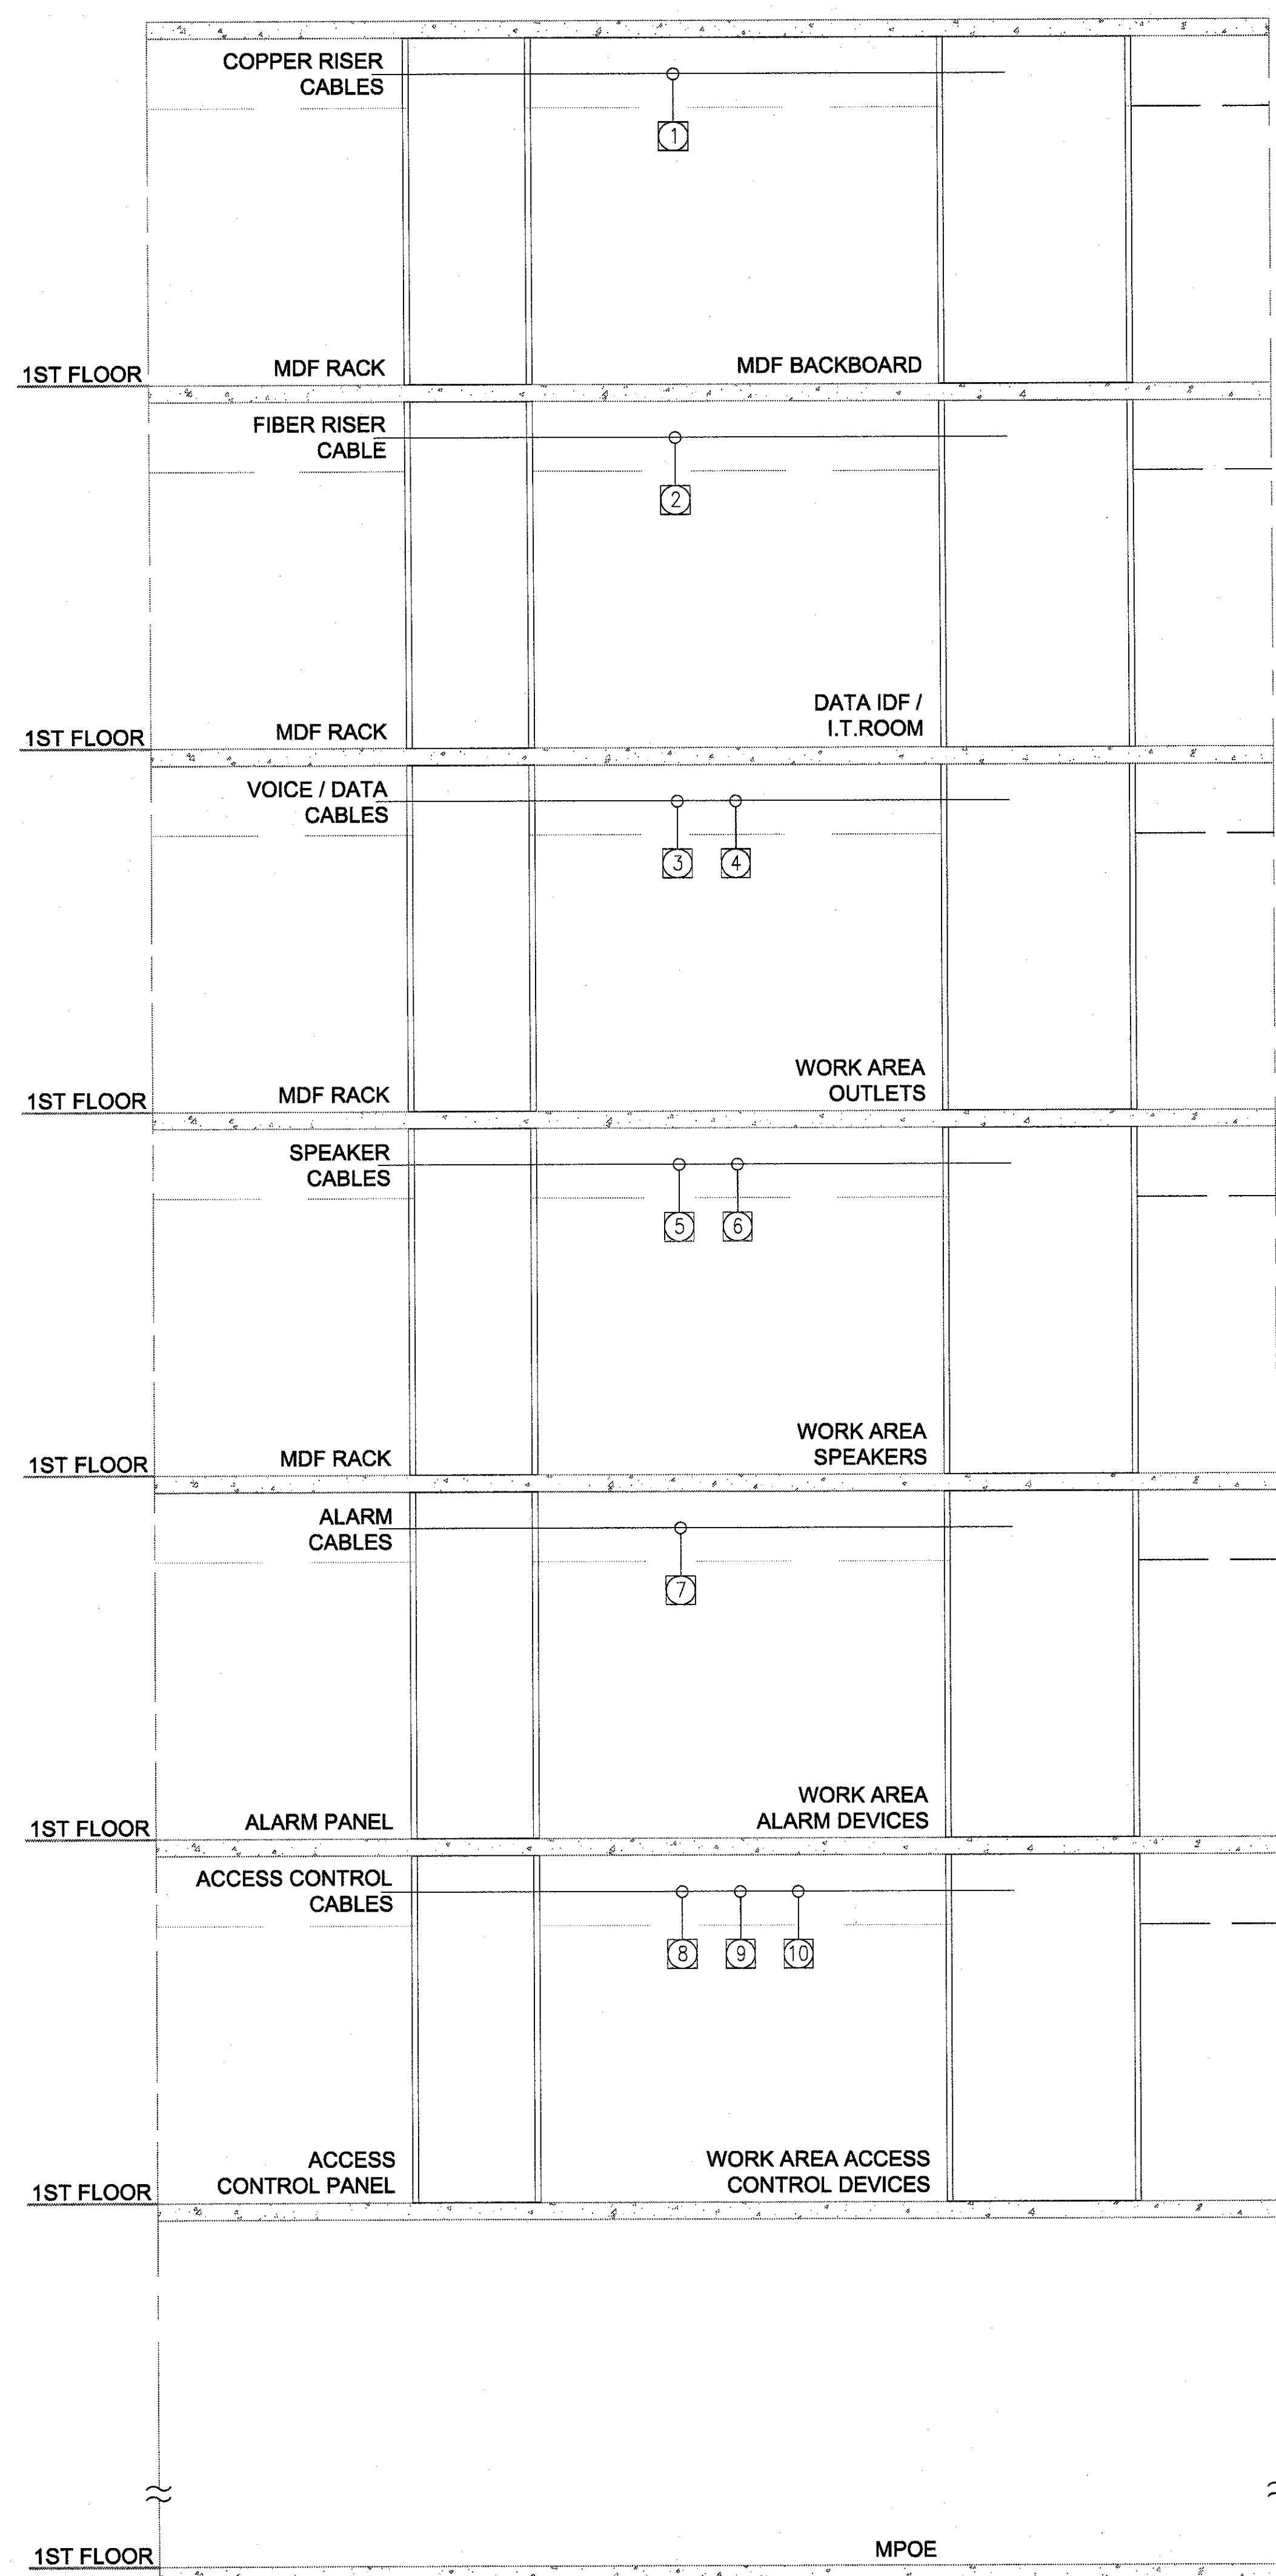 COPPER RISER
CABLES
1
1ST FLOOR
MDF RACK
MDF BACKBOARD
FIBER RISER
CABLE
2
1ST FLOOR
MDF RACK
DATA IDF /
I.T.ROOM
VOICE / DATA
CABLES
3
4
1ST FLOOR
MDF RACK
WORK AREA
OUTLETS
SPEAKER
CABLES
5
6
1ST FLOOR
MDF RACK
WORK AREA
SPEAKERS
ALARM
CABLES
7
1ST FLOOR
ALARM PANEL
WORK AREA
ALARM DEVICES
ACCESS CONTROL
CABLES
8
9
10
1ST FLOOR
ACCESS
CONTROL PANEL
WORK AREA ACCESS
CONTROL DEVICES
1ST FLOOR
MPOE